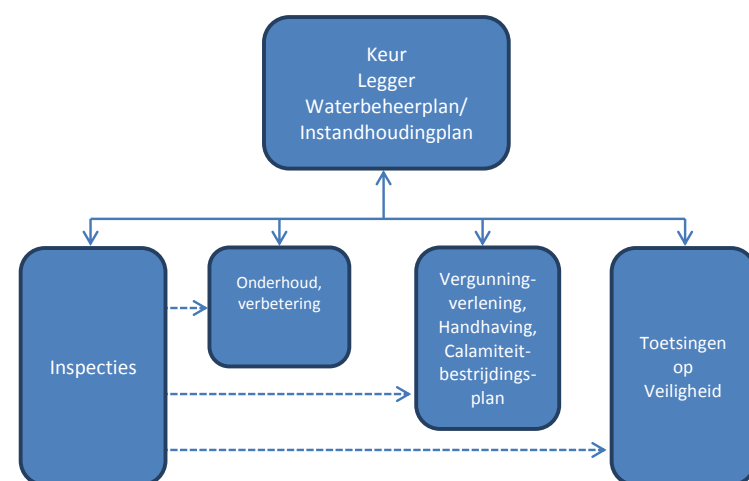 Keur
Legger
Waterbeheerplan/
Instandhoudingplan
Inspecties
Onderhoud,
verbetering
Vergunning-
verlening,
Handhaving,
Calamiteit-
bestrijdings-
plan
Toetsingen
op
Veiligheid